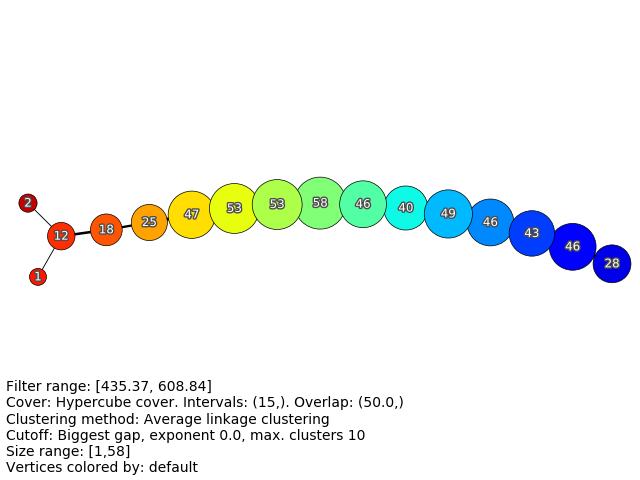 2
12
18
25
47
53
53
58
46
40
49
46
43
46
28
1
Filter range: [435.37, 608.84]
Cover: Hypercube cover. Intervals: (15,). Overlap: (50.0,)
Clustering method: Average linkage clustering
Cutoff: Biggest gap, exponent 0.0, max. clusters 10
Size range: [1,58]
Vertices colored by: default